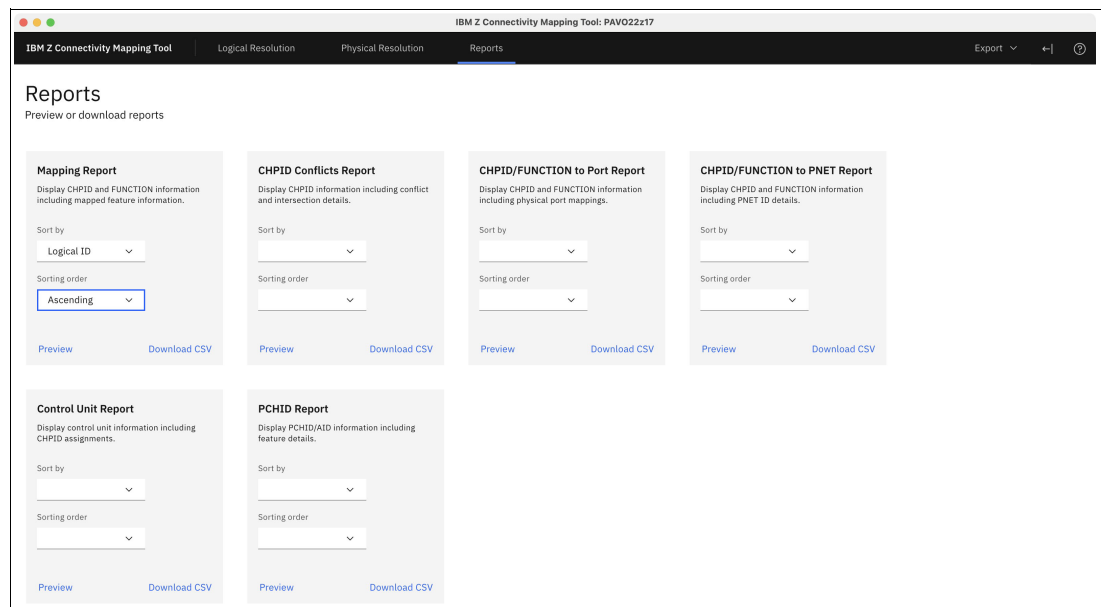 IBM Z Connectivity Mapping Tool: PAVO22z17
IBM Z Connectivity Mapping Tool Logical Resolution Physical Resolution Reports Export
Reports
Preview or download reports
Mapping Report
Display CHPID and FUNCTION information
including mapped feature information.
Sort by
Logical ID
Sorting order
Ascending
Preview Download CSV
CHPID Conflicts Report
Display CHPID information including conflict
and intersection details.
Sort by
Sorting order
Preview Download CSV
CHPID/FUNCTION to Port Report
Display CHPID and FUNCTION information
including physical port mappings.
Sort by
Sorting order
Preview Download CSV
CHPID/FUNCTION to PNET Report
Display CHPID and FUNCTION information
including PNET ID details.
Sort by
Sorting order
Preview Download CSV
Control Unit Report
Display control unit information including
CHPID assignments.
Sort by
Sorting order
Preview Download CSV
PCHID Report
Display PCHID/AID information including
feature details.
Sort by
Sorting order
Preview Download CSV